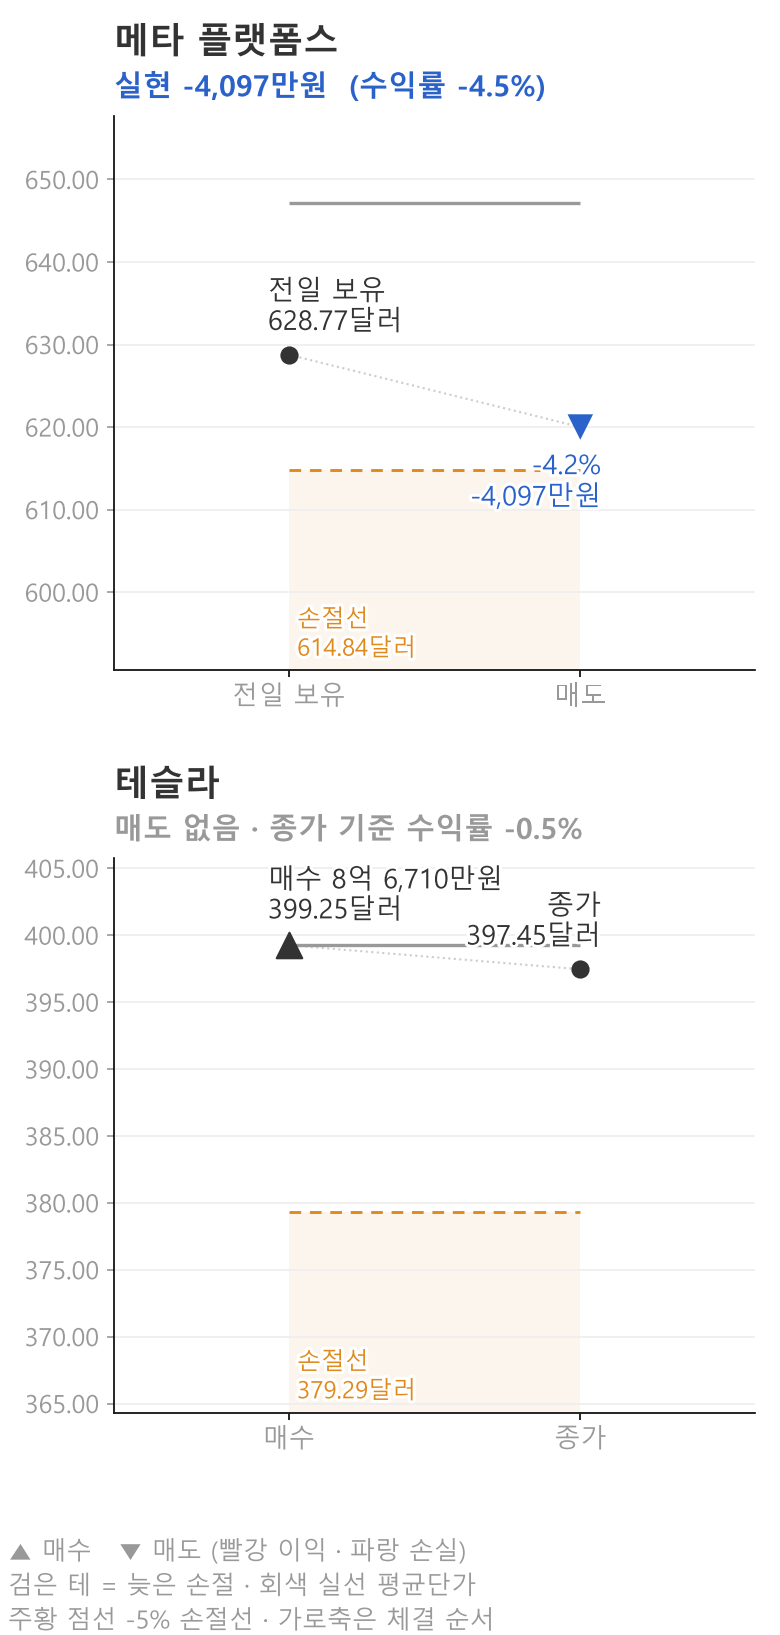 메타 플랫폼스
실현 -4,097만원 (수익률 -4.5%)
650.00
640.00
전일 보유
628.77달러
630.00
620.00
-4.2%
-4,097만원
610.00
600.00
손절선
614.84달러
전일 보유
매도
테슬라
매도 없음 · 종가 기준 수익률 -0.5%
405.00
매수 8억 6,710만원
399.25달러
종가
397.45달러
400.00
395.00
390.00
385.00
380.00
375.00
370.00
손절선
379.29달러
365.00
매수
종가
▲ 매수 ▼ 매도 (빨강 이익 · 파랑 손실)
검은 테 = 늦은 손절 · 회색 실선 평균단가
주황 점선 -5% 손절선 · 가로축은 체결 순서